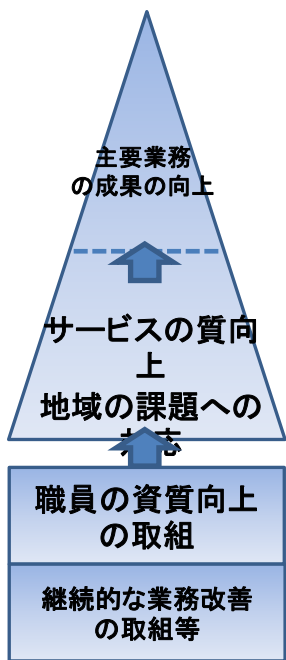 主要業務
の成果の向上
サービスの質向
上
地域の課題への
対応
職員の資質向上
の取組
継続的な業務改善
の取組等